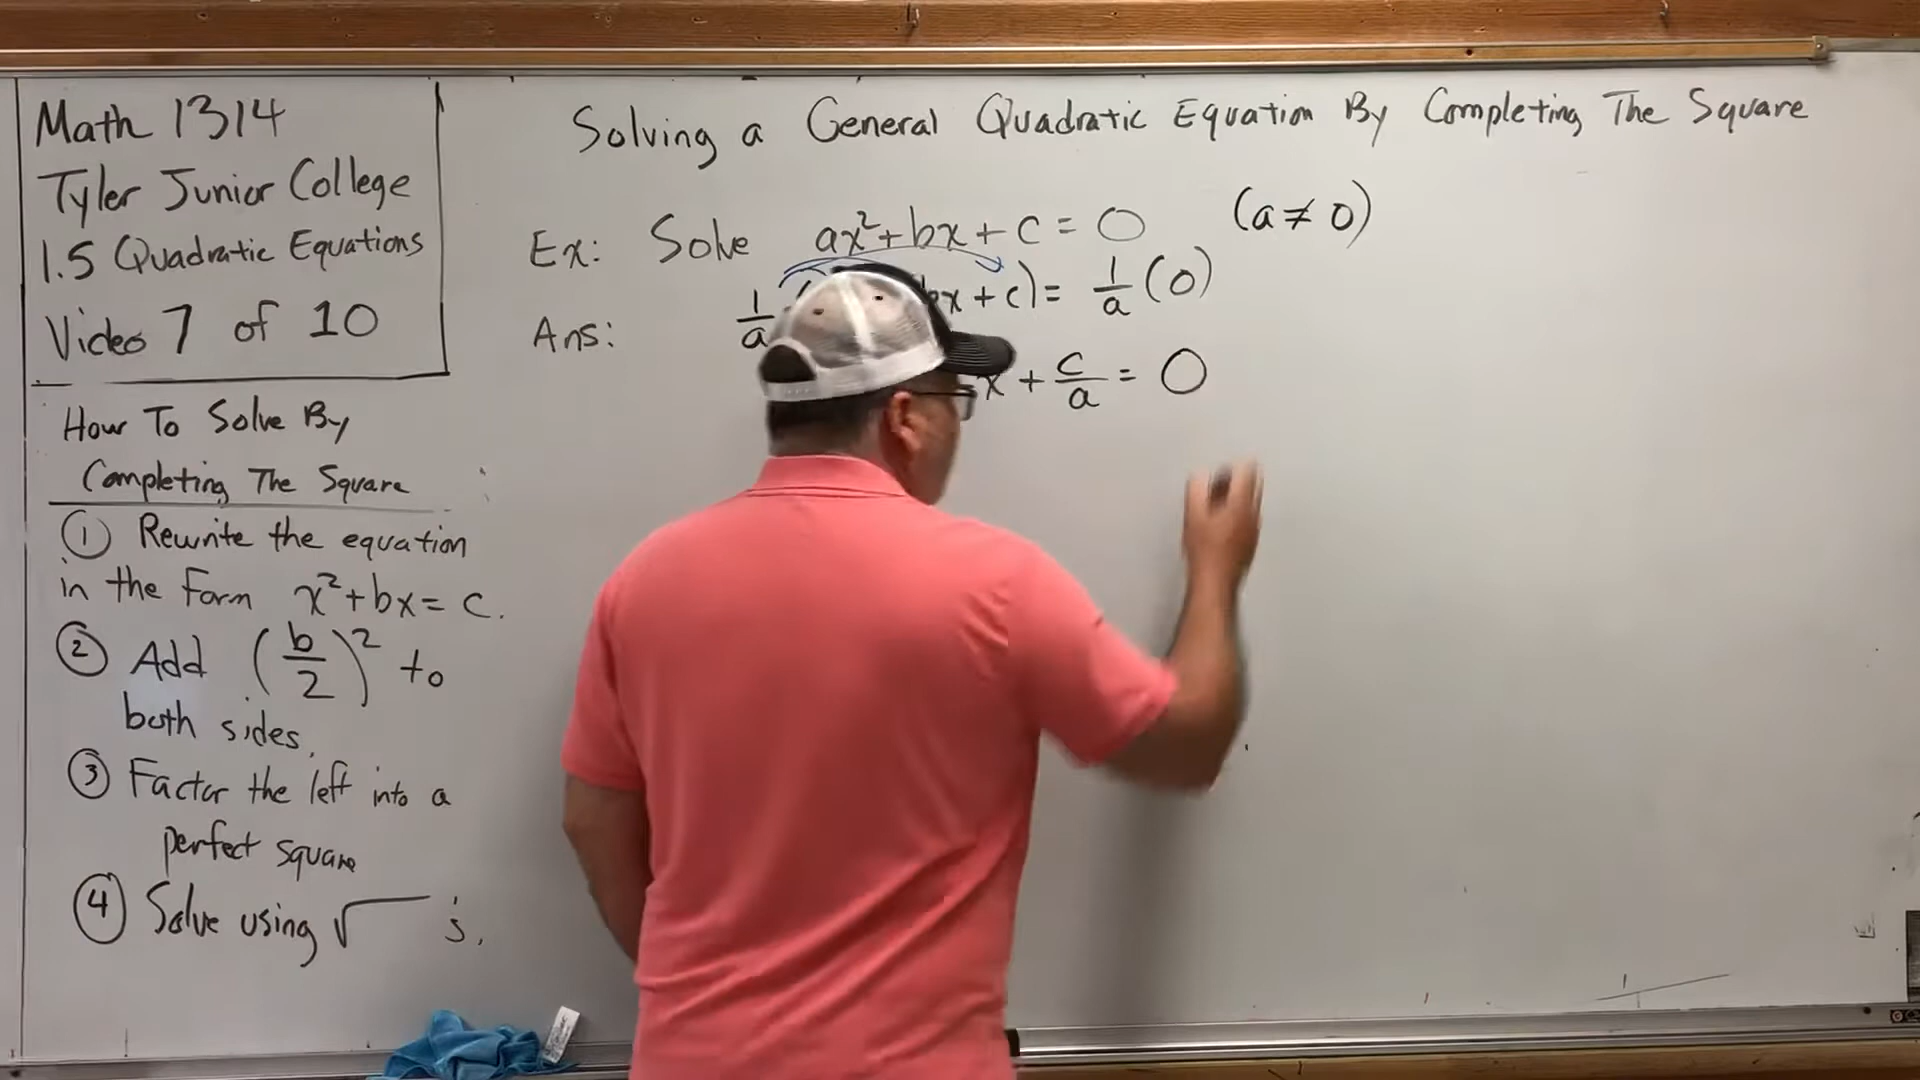 Math 1314
Tyler Junior College
1.5 Quadratic Equations
Video 7 of 10
How To Solve By
Completing The Square
① Rewrite the equation
in the form x²+bx=c.
② Add (b/2)² to
both sides.
③ Factor the left into a
perfect square
④ Solve using √ 's.
Solving a General Quadratic Equation By Completing The Square
Ex: Solve ax²+bx+c=0 (a≠0)
Ans: 1/a bx+c)= 1/a (0)
x + c/a = 0